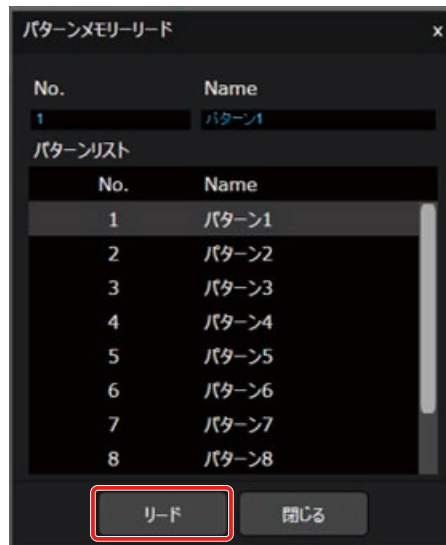 パターンメモリーリード x
No. Name
1 パターン1
パターンリスト
No. Name
1 パターン1
2 パターン2
3 パターン3
4 パターン4
5 パターン5
6 パターン6
7 パターン7
8 パターン8
リード 閉じる